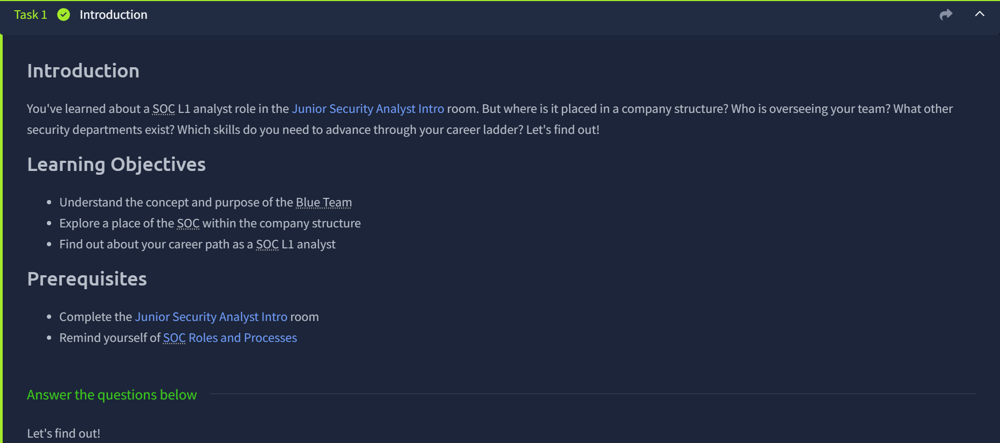 Task 1 Introduction
Introduction
You've learned about a SOC L1 analyst role in the Junior Security Analyst Intro room. But where is it placed in a company structure? Who is overseeing your team? What other
security departments exist? Which skills do you need to advance through your career ladder? Let's find out!
Learning Objectives
Understand the concept and purpose of the Blue Team
Explore a place of the SOC within the company structure
Find out about your career path as a SOC L1 analyst
Prerequisites
Complete the Junior Security Analyst Intro room
Remind yourself of SOC Roles and Processes
Answer the questions below
Let's find out!